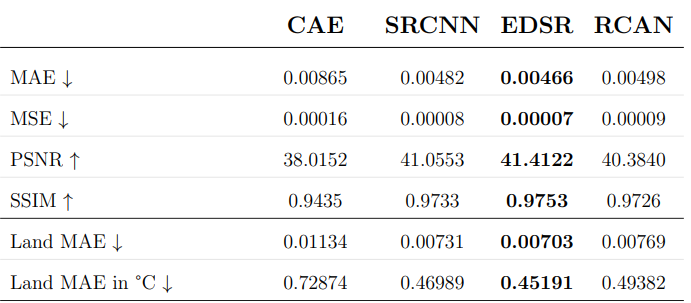 CAE SRCNN EDSR RCAN
MAE ↓ 0.00865 0.00482 0.00466 0.00498
MSE ↓ 0.00016 0.00008 0.00007 0.00009
PSNR ↑ 38.0152 41.0553 41.4122 40.3840
SSIM ↑ 0.9435 0.9733 0.9753 0.9726
Land MAE ↓ 0.01134 0.00731 0.00703 0.00769
Land MAE in °C ↓ 0.72874 0.46989 0.45191 0.49382